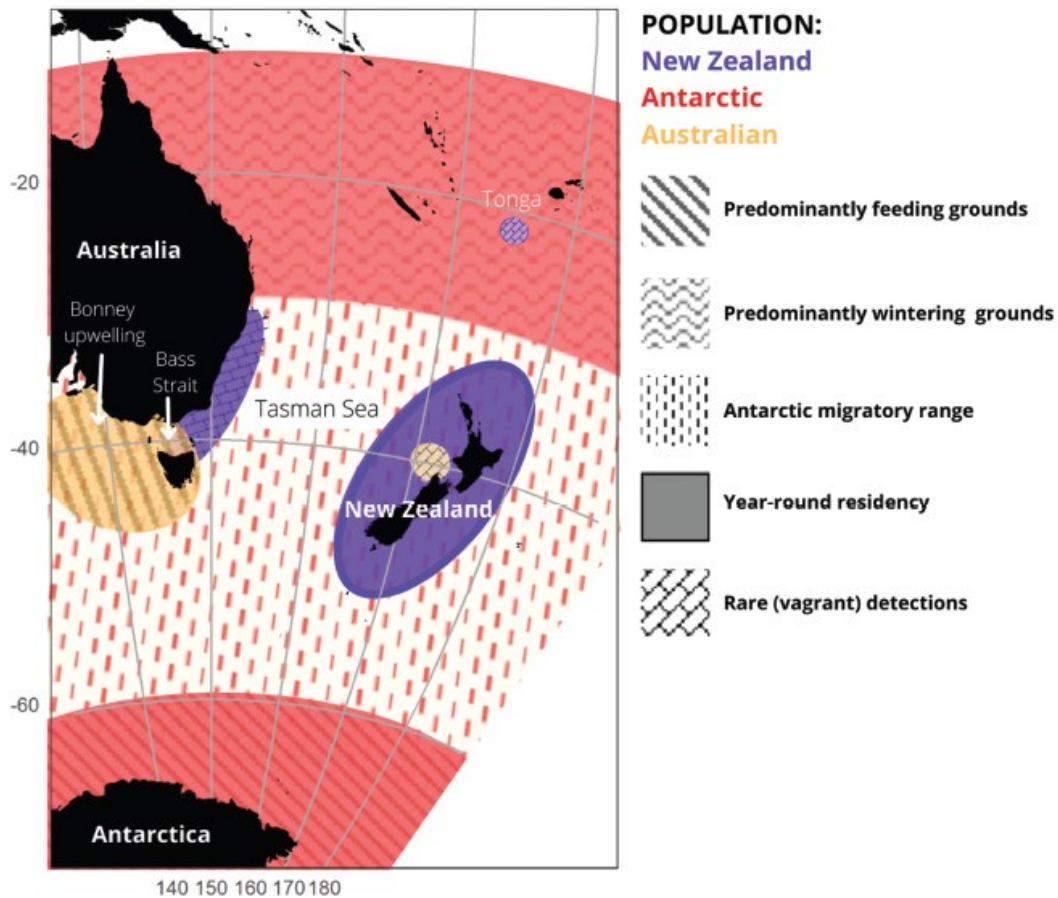 POPULATION:
New Zealand
Antarctic
Australian
Predominantly feeding grounds
Predominantly wintering grounds
Antarctic migratory range
Year-round residency
Rare (vagrant) detections
-20
Tonga
Australia
Bonney
upwelling
Bass
Strait
Tasman Sea
-40
New Zealand
-60
Antarctica
140 150 160 170 180